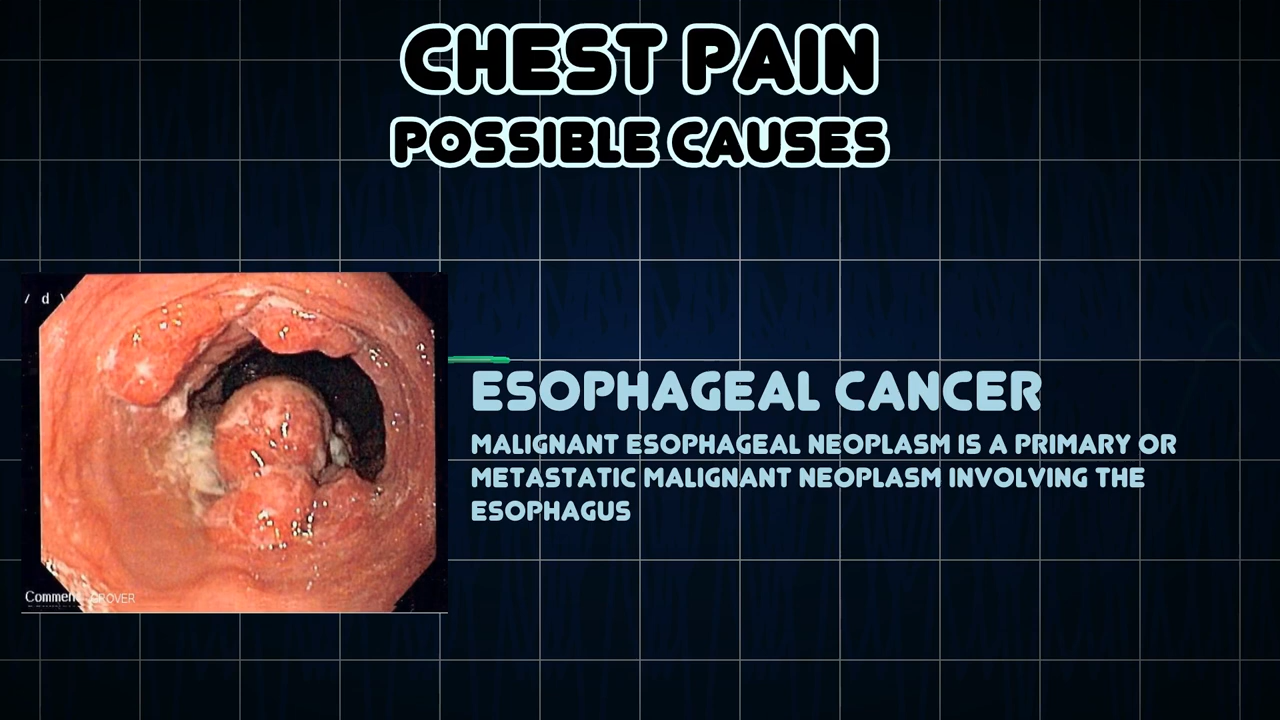 CHEST PAIN
POSSIBLE CAUSES
/ d \
ESOPHAGEAL CANCER
MALIGNANT ESOPHAGEAL NEOPLASM IS A PRIMARY OR
METASTATIC MALIGNANT NEOPLASM INVOLVING THE
ESOPHAGUS